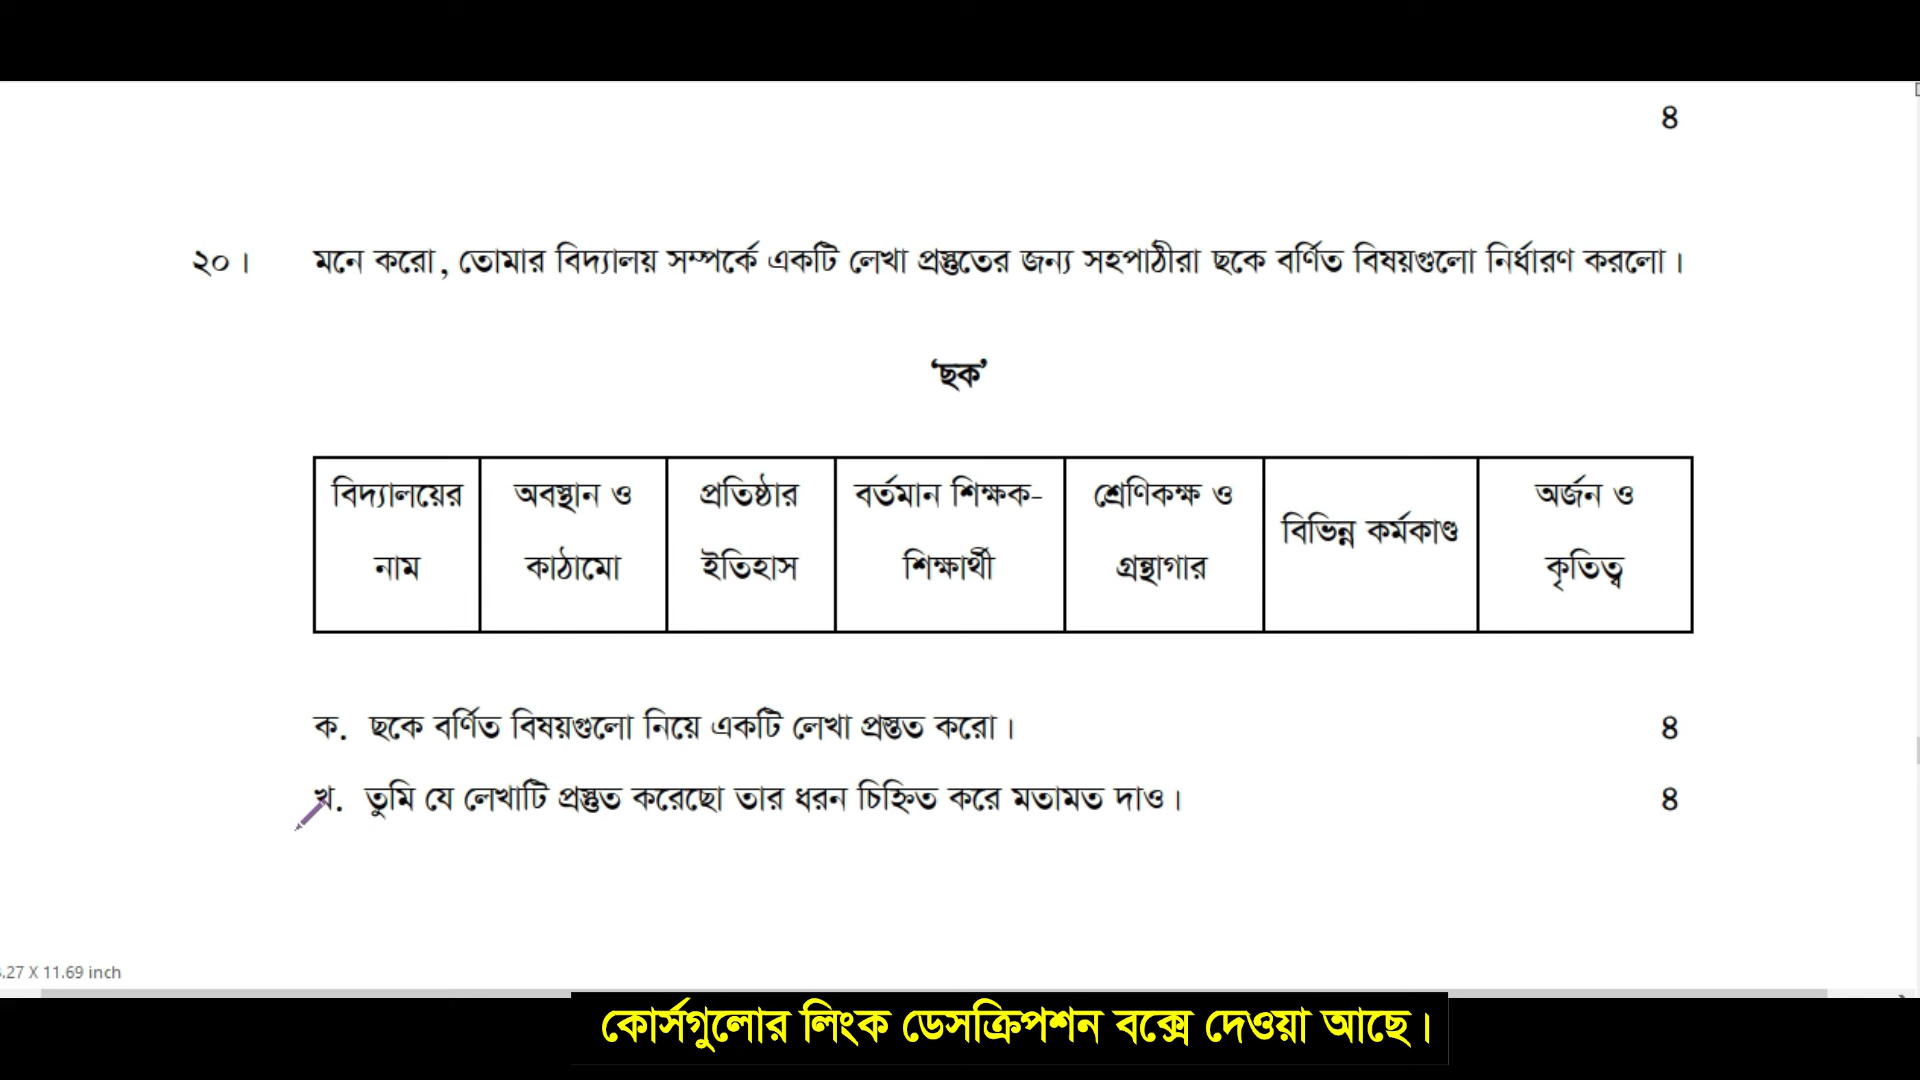 ৪
২০। মনে করো, তোমার বিদ্যালয় সম্পর্কে একটি লেখা প্রস্তুতের জন্য সহপাঠীরা ছকে বর্ণিত বিষয়গুলো নির্ধারণ করলো।
‘ছক’
বিদ্যালয়ের নাম
অবস্থান ও কাঠামো
প্রতিষ্ঠার ইতিহাস
বর্তমান শিক্ষক-শিক্ষার্থী
শ্রেণিকক্ষ ও গ্রন্থাগার
বিভিন্ন কর্মকাণ্ড
অর্জন ও কৃতিত্ব
ক. ছকে বর্ণিত বিষয়গুলো নিয়ে একটি লেখা প্রস্তত করো। ৪
খ. তুমি যে লেখাটি প্রস্তুত করেছো তার ধরন চিহ্নিত করে মতামত দাও। ৪
.27 X 11.69 inch
কোর্সগুলোর লিংক ডেসক্রিপশন বক্সে দেওয়া আছে।